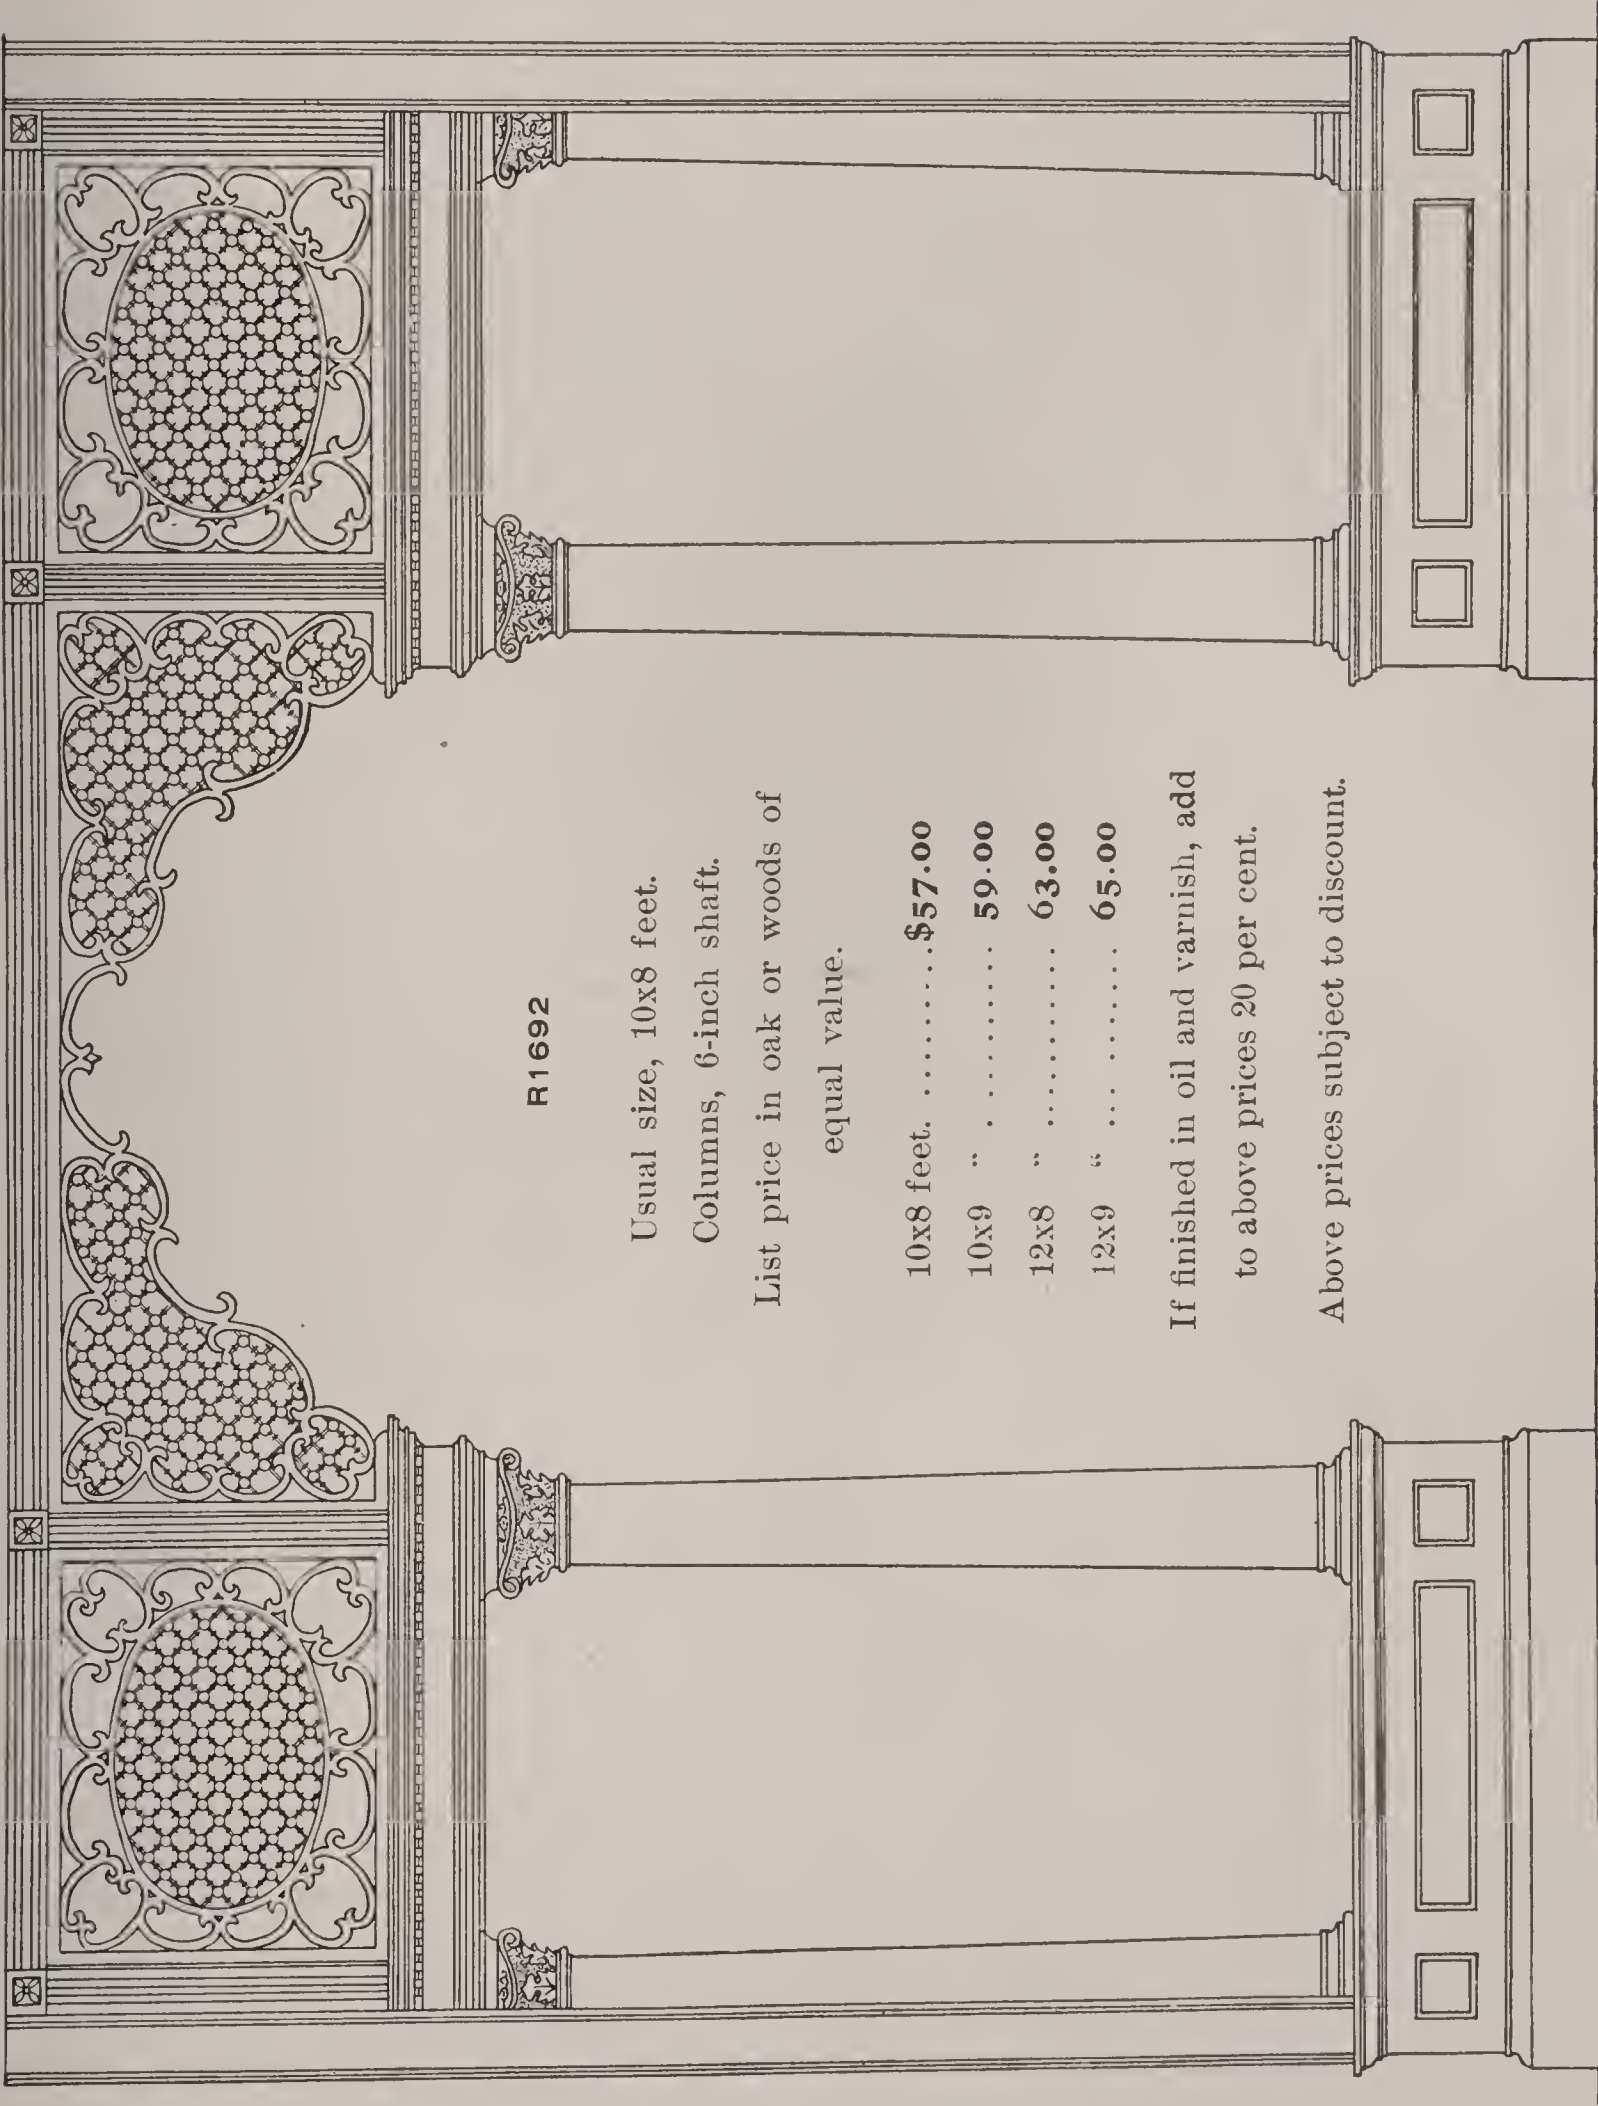 R1692
Usual size, 10x8 feet.
Columns, 6-inch shaft.
List price in oak or woods of
equal value.
10x8 feet. ..........$57.00
10x9 " . ......... 59.00
12x8 " .......... 63.00
12x9 " ... ...... 65.00
If finished in oil and varnish, add
to above prices 20 per cent.
Above prices subject to discount.